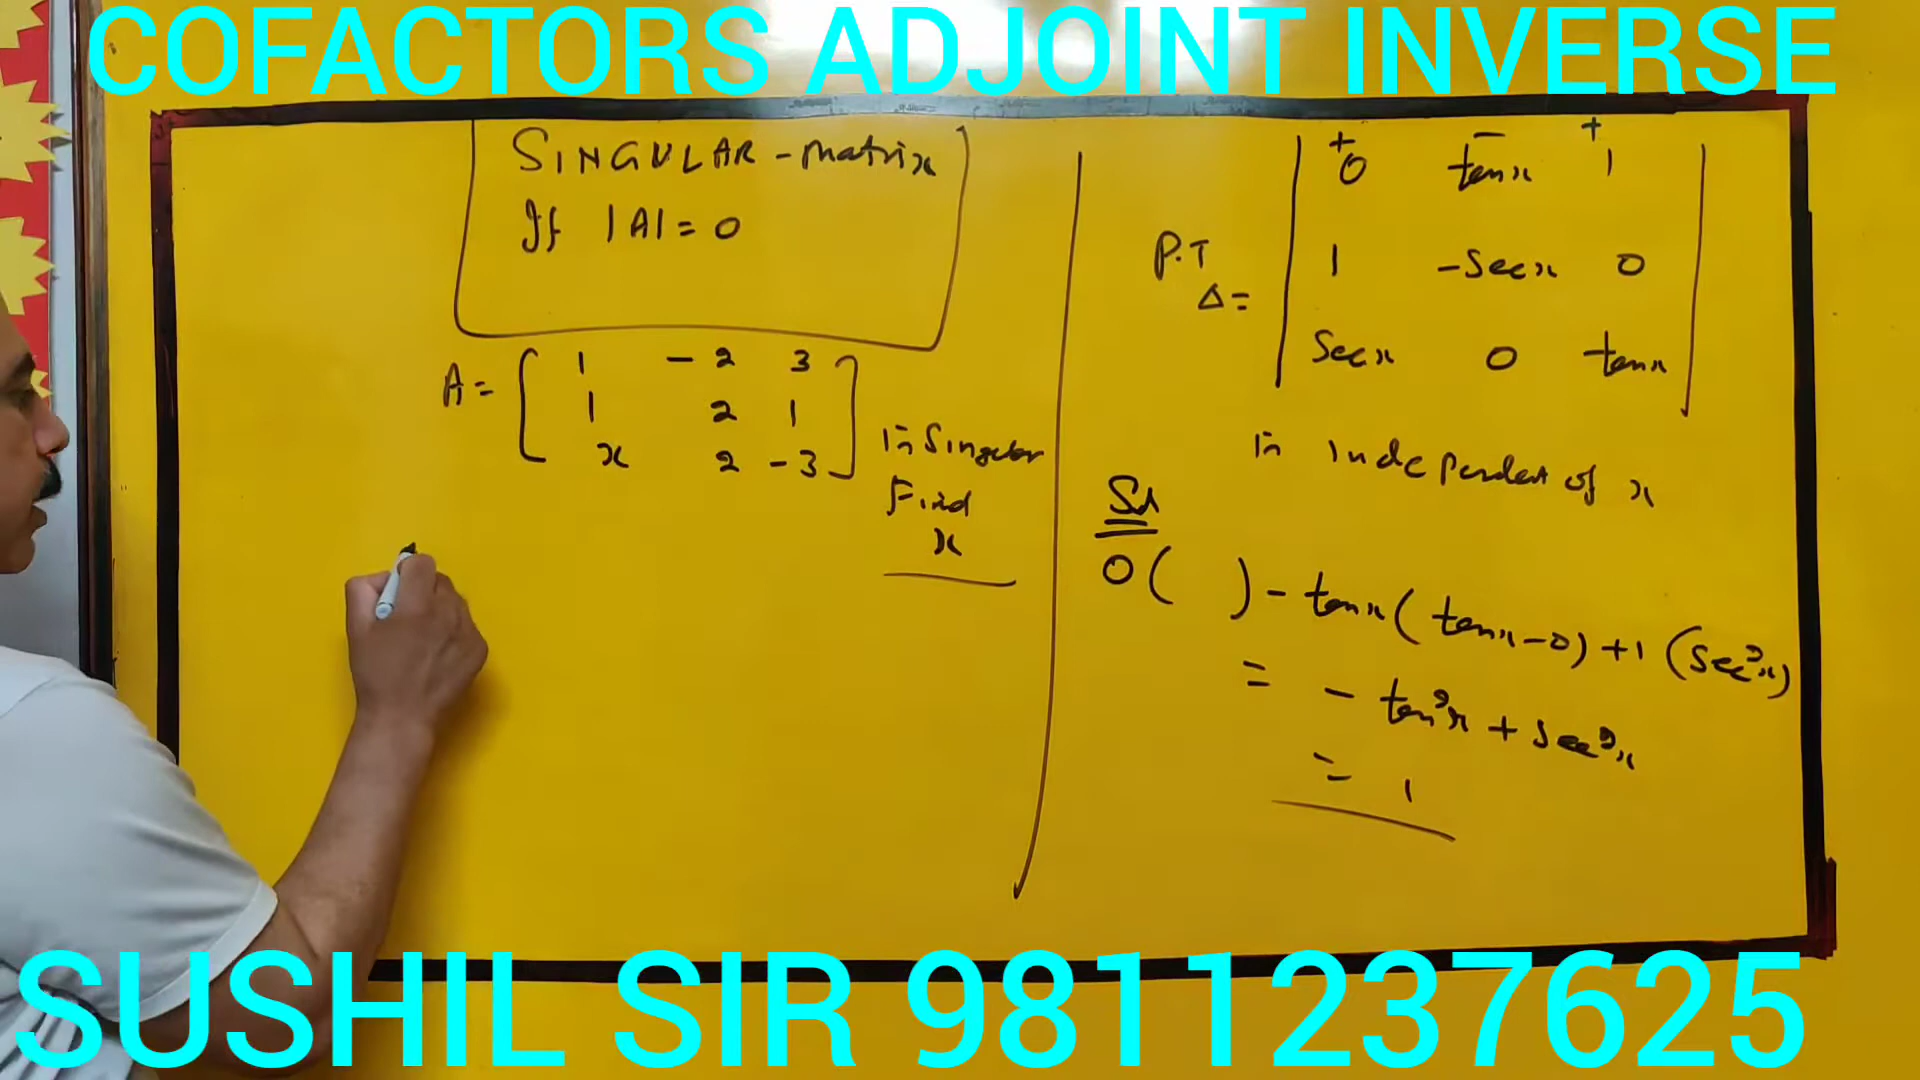 COFACTORS ADJOINT INVERSE
SINGULAR - matrix
If |A| = 0
A = [ 1 - 2 3
1 2 1
x 2 - 3 ]
is Singular
Find
x
+ - +
0 tanx 1
P.T
Δ =
1 -Secx 0
Secx 0 tanx
is independent of x
Sol
0 ( ) - tanx ( tanx - 0) + 1 (Sec²x)
= - tan²x + Sec²x
= 1
SUSHIL SIR 9811237625